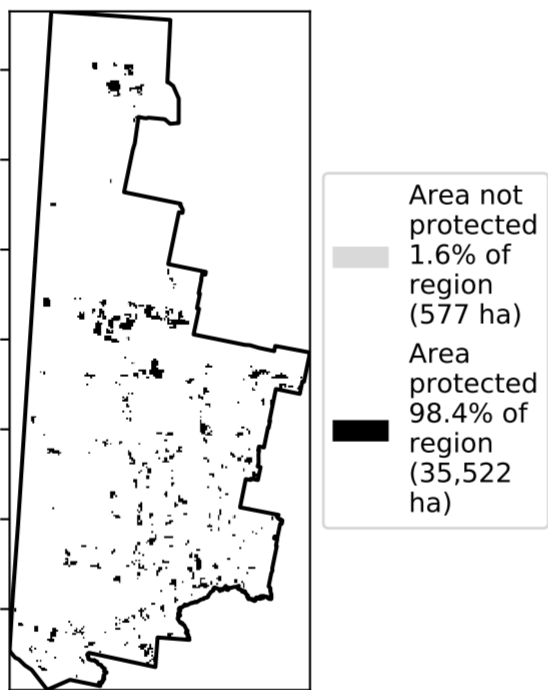 Area not
protected
1.6% of
region
(577 ha)
Area
protected
98.4% of
region
(35,522
ha)